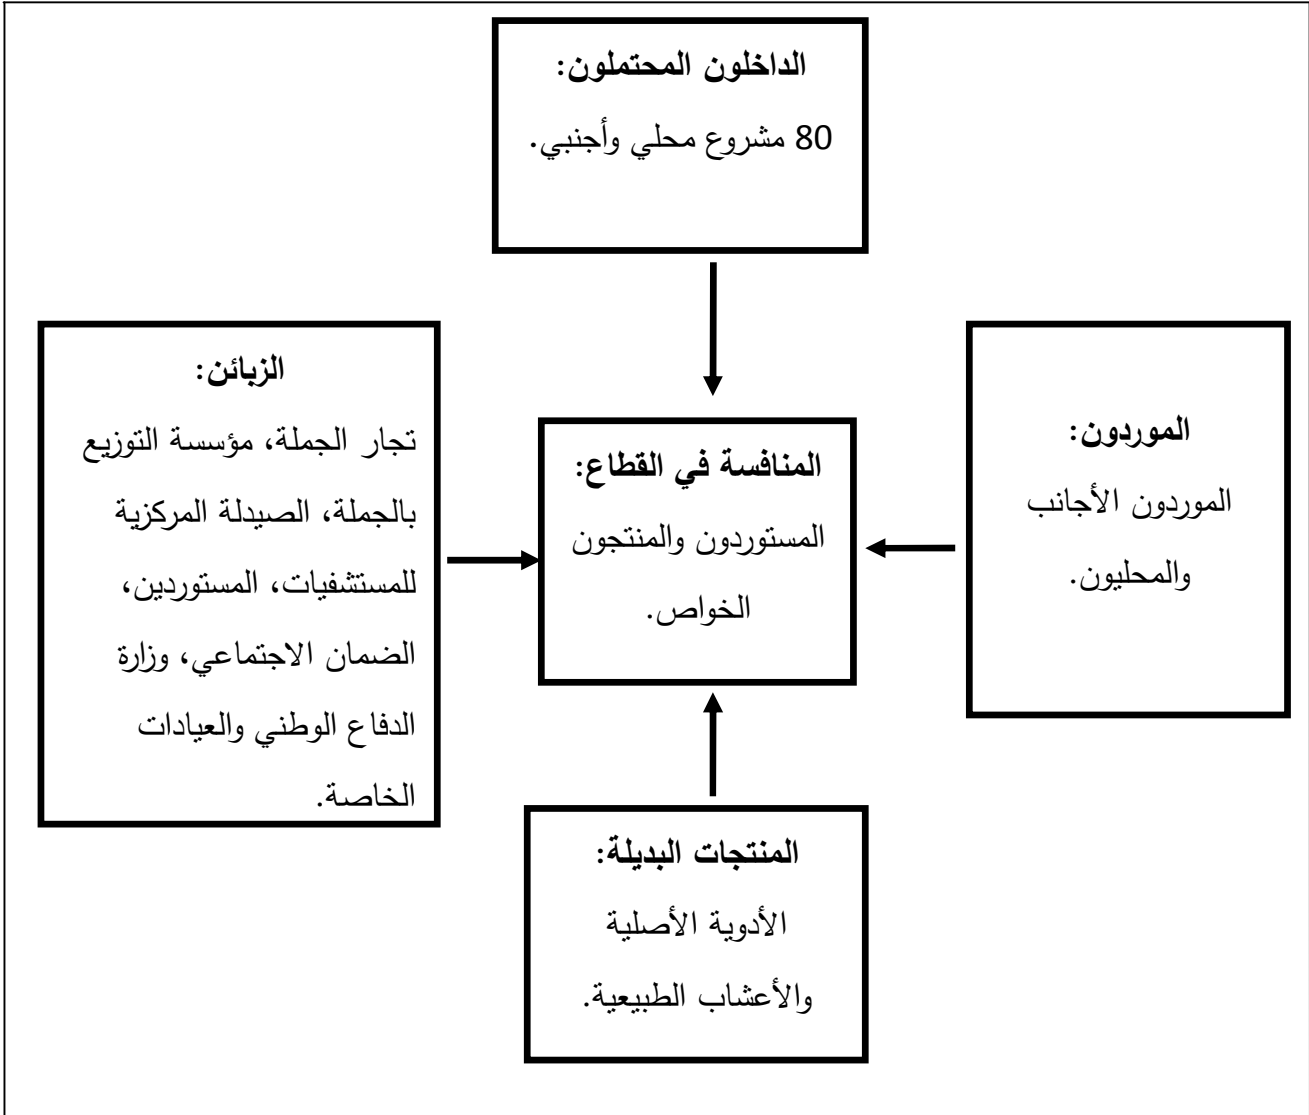 الداخلون المحتملون:
80 مشروع محلي وأجنبي.
الموردون:
الموردون الأجانب
والمحليون.
المنافسة في القطاع:
المستوردون والمنتجون
الخواص.
الزبائن:
تجار الجملة، مؤسسة التوزيع
بالجملة، الصيدلة المركزية
للمستشفيات، المستوردين،
الضمان الاجتماعي، وزارة
الدفاع الوطني والعيادات
الخاصة.
المنتجات البديلة:
الأدوية الأصلية
والأعشاب الطبيعية.